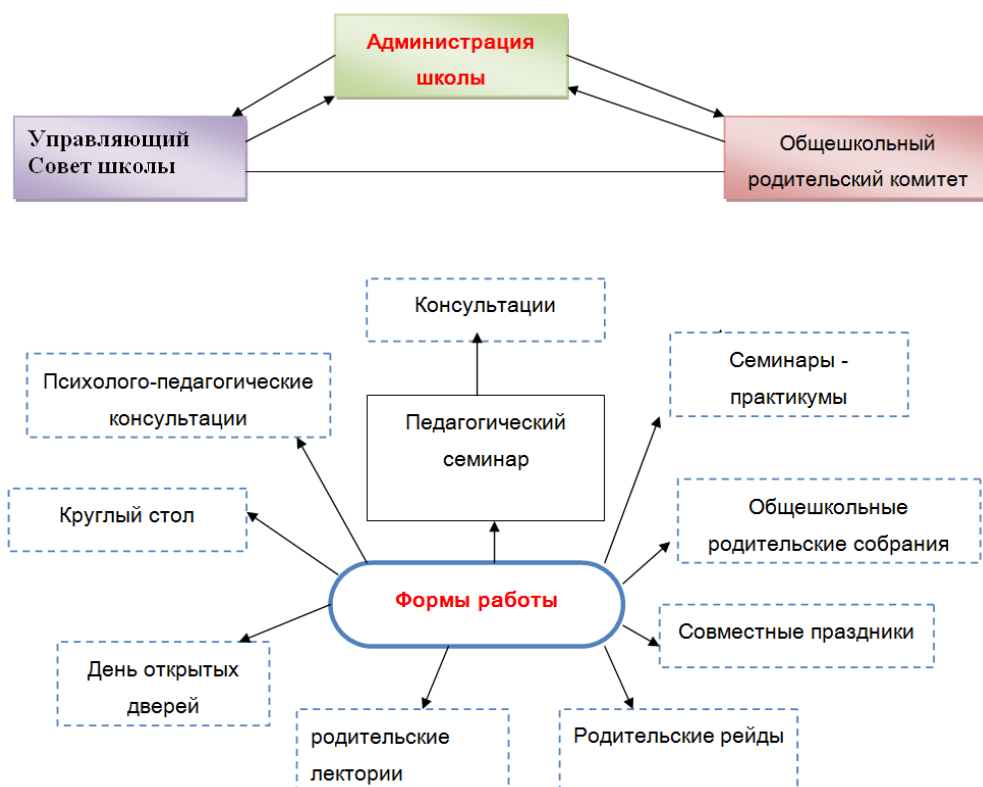 Администрация
школы
Управляющий
Совет школы
Общешкольный
родительский комитет
Консультации
Семинары -
практикумы
Психолого-педагогические
консультации
Педагогический
семинар
Круглый стол
Общешкольные
родительские собрания
Формы работы
Совместные праздники
День открытых
дверей
родительские
лектории
Родительские рейды